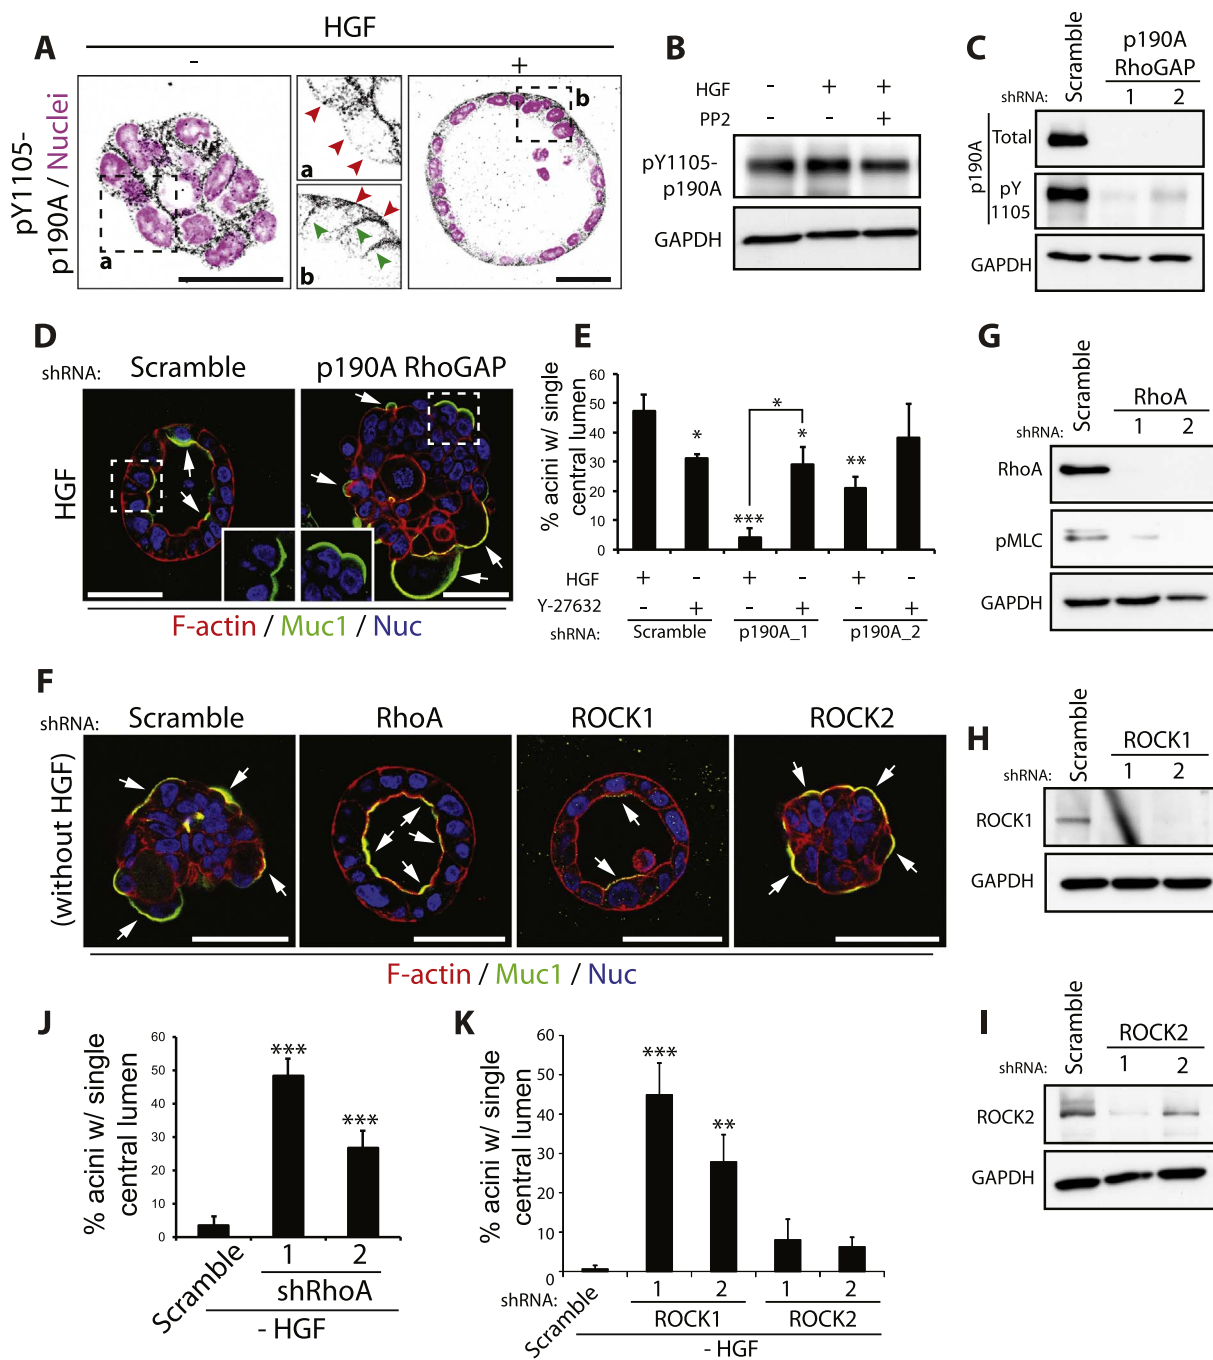 A
HGF
- +
pY1105-
p190A / Nuclei
a
a
b
b
B
HGF - + +
PP2 +
pY1105-
p190A
GAPDH
C
Scramble
p190A
RhoGAP
shRNA: 1 2
p190A
Total
pY
1105
GAPDH
D
shRNA: Scramble p190A RhoGAP
HGF
F-actin / Muc1 / Nuc
E
% acini w/ single
central lumen
60
50
40
30
20
10
0
* *** * * **
HGF + - + - + -
Y-27632 - + - + - +
shRNA: Scramble p190A_1 p190A_2
G
Scramble
RhoA
shRNA: 1 2
RhoA
pMLC
GAPDH
F
shRNA: Scramble RhoA ROCK1 ROCK2
(without HGF)
F-actin / Muc1 / Nuc
H
Scramble
ROCK1
shRNA: 1 2
ROCK1
GAPDH
J
% acini w/ single
central lumen
60
50
40
30
20
10
0
*** ***
Scramble 1 2
shRhoA
- HGF
K
% acini w/ single
central lumen
60
50
40
30
20
10
0
*** **
shRNA: Scramble 1 2 1 2
ROCK1 ROCK2
- HGF
I
Scramble
ROCK2
shRNA: 1 2
ROCK2
GAPDH